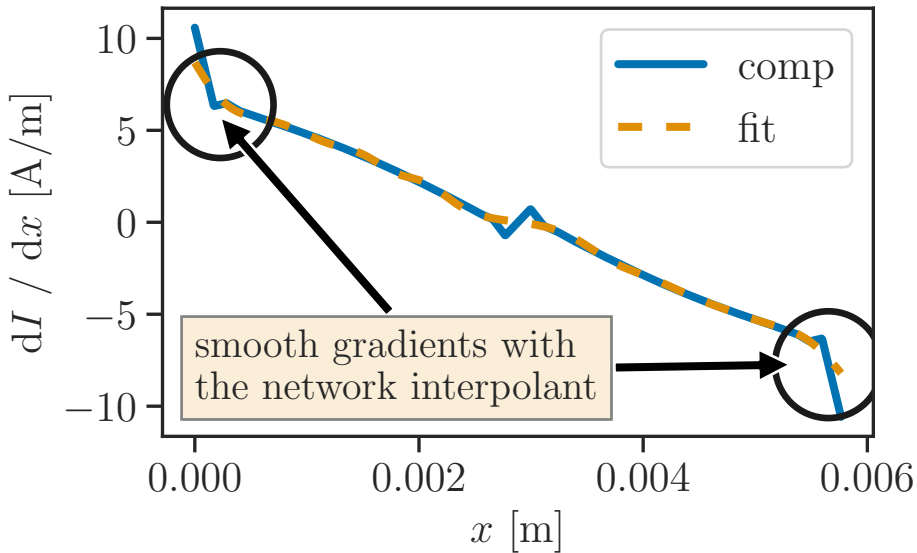 10
5
0
−5
−10
dI / dx [A/m]
comp
fit
smooth gradients with
the network interpolant
0.000
0.002
0.004
0.006
x [m]